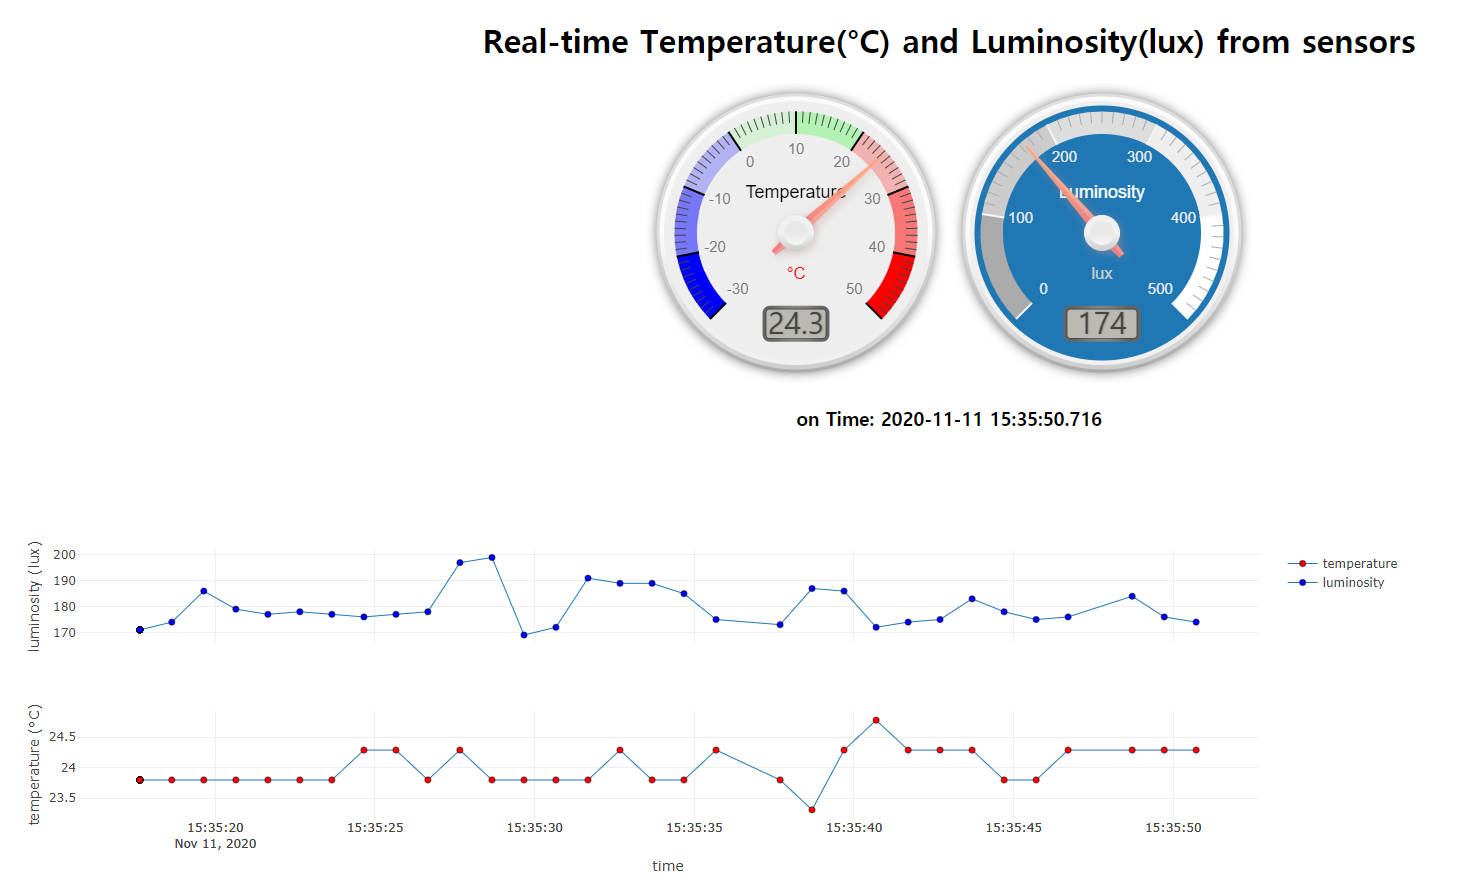 Real-time Temperature(°C) and Luminosity(lux) from sensors
10
0 20
Temperature
-10 30
-20 40
°C
-30 50
24.3
200 300
Luminosity
100 400
lux
0 500
174
on Time: 2020-11-11 15:35:50.716
luminosity (lux)
200
190
180
170
temperature
luminosity
temperature (°C)
24.5
24
23.5
15:35:20 15:35:25 15:35:30 15:35:35 15:35:40 15:35:45 15:35:50
Nov 11, 2020
time